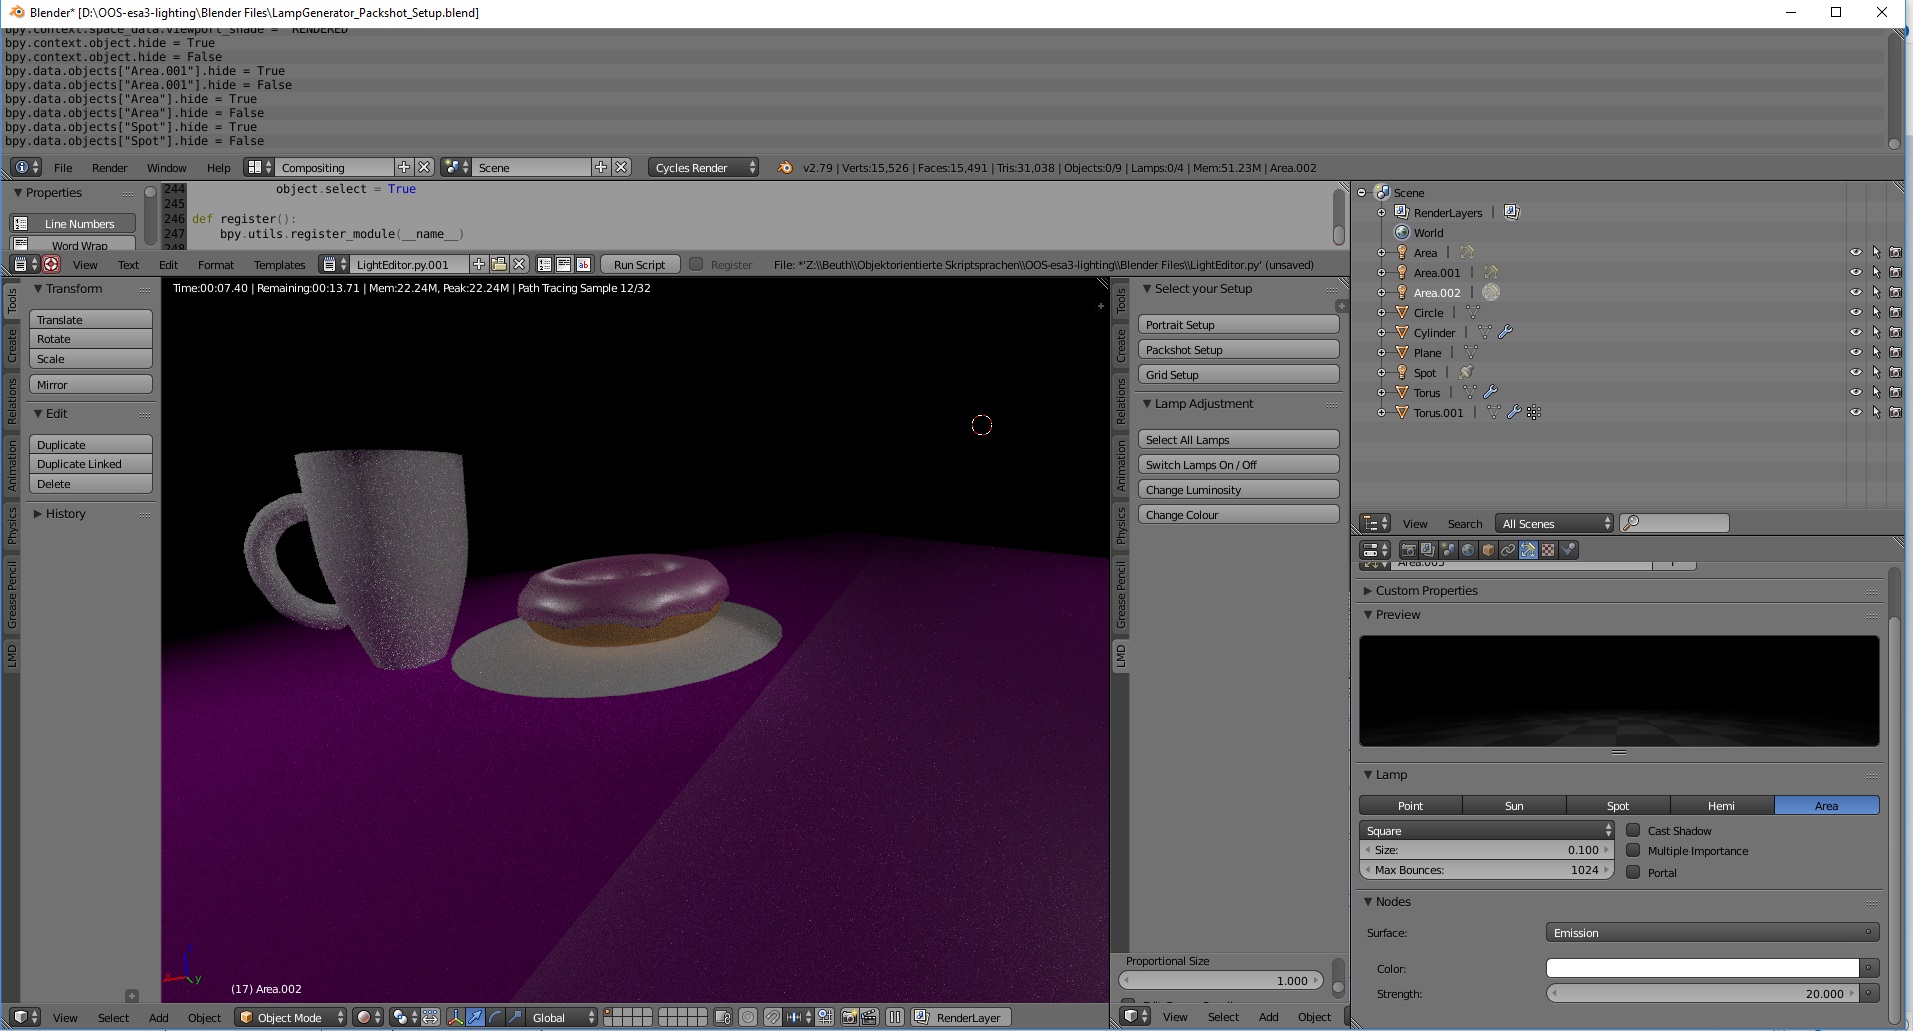 Blender* [D:\OOS-esa3-lighting\Blender Files\LampGenerator_Packshot_Setup.blend]
bpy.context.space_data.viewport_shade = 'RENDERED'
bpy.context.object.hide = True
bpy.context.object.hide = False
bpy.data.objects["Area.001"].hide = True
bpy.data.objects["Area.001"].hide = False
bpy.data.objects["Area"].hide = True
bpy.data.objects["Area"].hide = False
bpy.data.objects["Spot"].hide = True
bpy.data.objects["Spot"].hide = False
File Render Window Help Compositing Scene Cycles Render v2.79 | Verts:15,526 | Faces:15,491 | Tris:31,038 | Objects:0/9 | Lamps:0/4 | Mem:51.23M | Area.002
Properties
Line Numbers
Word Wrap
244 object.select = True
245
246 def register():
247 bpy.utils.register_module(__name__)
248
View Text Edit Format Templates LightEditor.py.001 Run Script Register File: *'Z:\\Beuth\\Objektorientierte Skriptsprachen\\OOS-esa3-lighting\\Blender Files\\LightEditor.py' (unsaved)
Tools
Create
Relations
Animation
Physics
Grease Pencil
LMD
Transform
Translate
Rotate
Scale
Mirror
Edit
Duplicate
Duplicate Linked
Delete
History
Time:00:07.40 | Remaining:00:13.71 | Mem:22.24M, Peak:22.24M | Path Tracing Sample 12/32
y
(17) Area.002
View Select Add Object Object Mode Global RenderLayer
Tools
Create
Relations
Animation
Physics
Grease Pencil
LMD
Select your Setup
Portrait Setup
Packshot Setup
Grid Setup
Lamp Adjustment
Select All Lamps
Switch Lamps On / Off
Change Luminosity
Change Colour
Proportional Size
1.000
View Select Add Object
Scene
RenderLayers
World
Area
Area.001
Area.002
Circle
Cylinder
Plane
Spot
Torus
Torus.001
View Search All Scenes
Custom Properties
Preview
Lamp
Point Sun Spot Hemi Area
Square Cast Shadow
Size: 0.100 Multiple Importance
Max Bounces: 1024 Portal
Nodes
Surface: Emission
Color:
Strength: 20.000